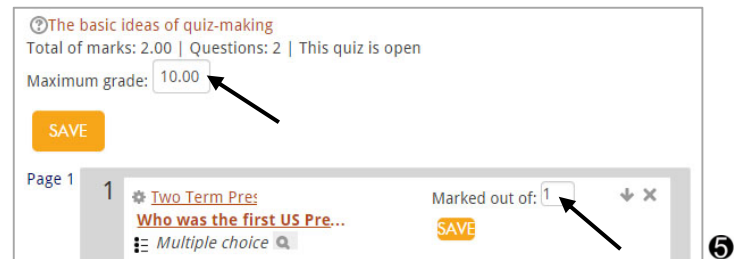 The basic ideas of quiz-making
Total of marks: 2.00 | Questions: 2 | This quiz is open
Maximum grade: 10.00
SAVE
Page 1
1
Two Term Pres
Marked out of: 1
Who was the first US Pre...
SAVE
Multiple choice
❺